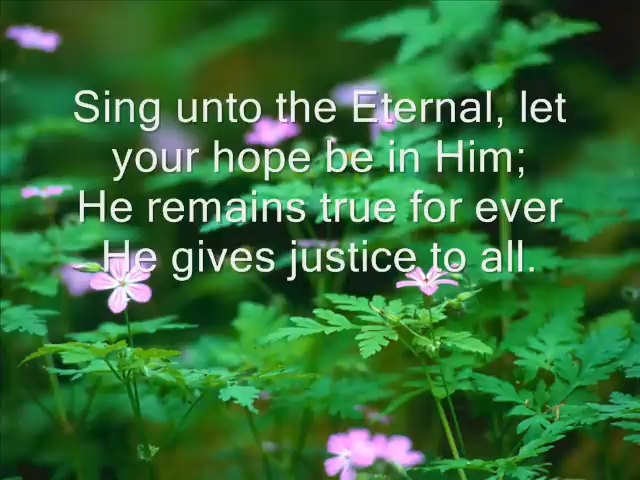 Sing unto the Eternal, let
your hope be in Him;
He remains true for ever
He gives justice to all.